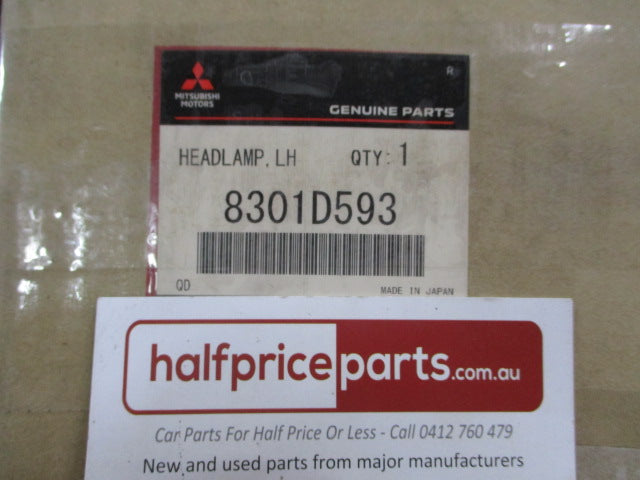 R
MITSUBISHI
MOTORS
GENUINE PARTS
HEADLAMP, LH QTY: 1
8301D593
QD MADE IN JAPAN
halfpriceparts.com.au
Car Parts For Half Price Or Less - Call 0412 760 479
New and used parts from major manufacturers